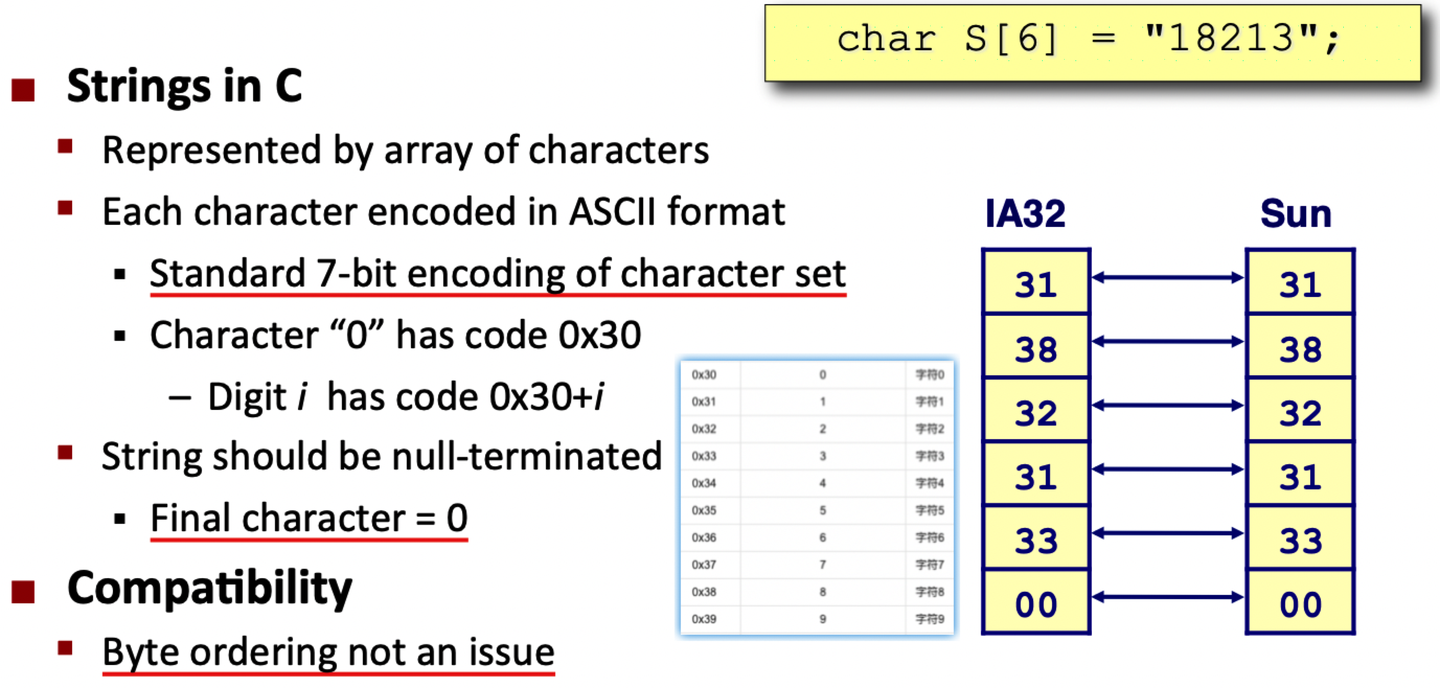 char S[6] = "18213";
Strings in C
Represented by array of characters
Each character encoded in ASCII format
Standard 7-bit encoding of character set
Character “0” has code 0x30
– Digit i has code 0x30+i
String should be null-terminated
Final character = 0
Compatibility
Byte ordering not an issue
0x30 0 字符0
0x31 1 字符1
0x32 2 字符2
0x33 3 字符3
0x34 4 字符4
0x35 5 字符5
0x36 6 字符6
0x37 7 字符7
0x38 8 字符8
0x39 9 字符9
IA32 Sun
31 31
38 38
32 32
31 31
33 33
00 00